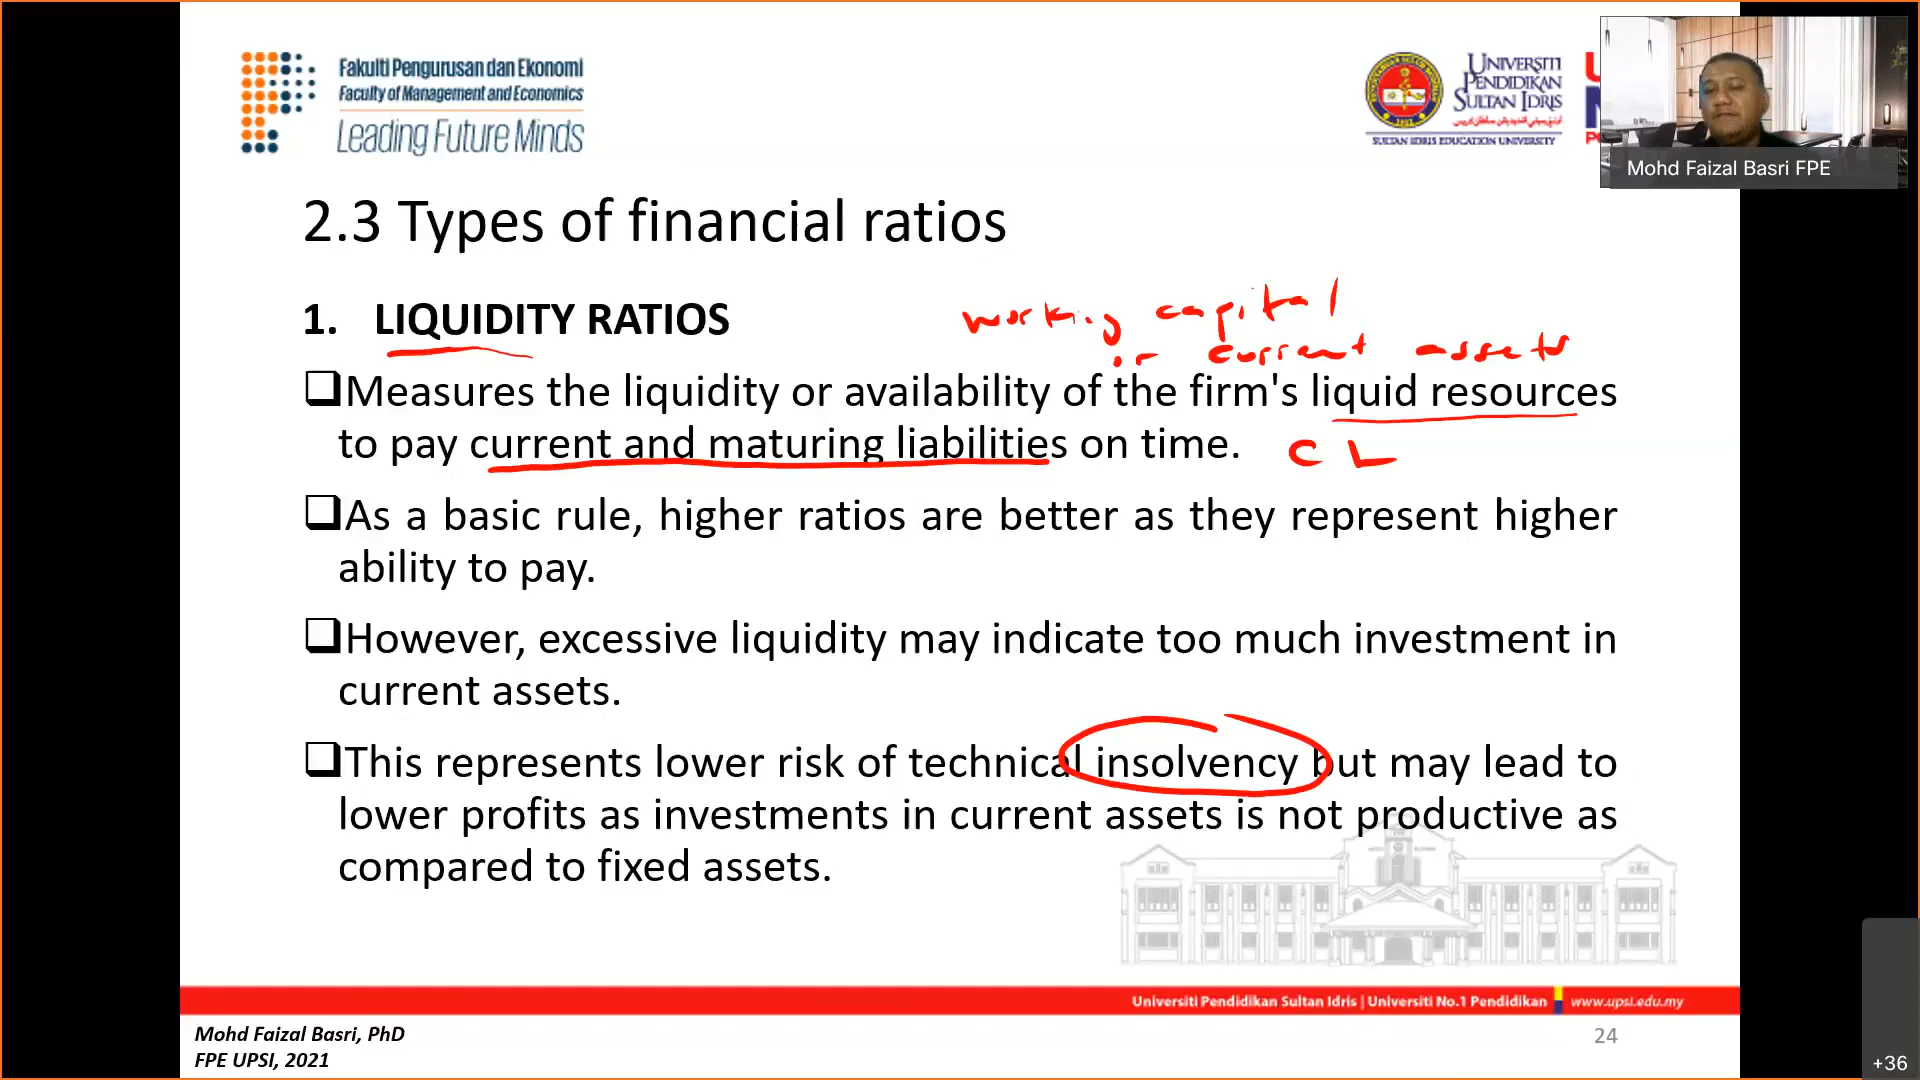 Fakulti Pengurusan dan Ekonomi
Faculty of Management and Economics
Leading Future Minds
UNIVERSITI
PENDIDIKAN
SULTAN IDRIS
SULTAN IDRIS EDUCATION UNIVERSITY
Mohd Faizal Basri FPE
2.3 Types of financial ratios
1. LIQUIDITY RATIOS
working capital
or current assets
❑Measures the liquidity or availability of the firm's liquid resources
to pay current and maturing liabilities on time.
CL
❑As a basic rule, higher ratios are better as they represent higher
ability to pay.
❑However, excessive liquidity may indicate too much investment in
current assets.
❑This represents lower risk of technical insolvency but may lead to
lower profits as investments in current assets is not productive as
compared to fixed assets.
Universiti Pendidikan Sultan Idris | Universiti No.1 Pendidikan
www.upsi.edu.my
Mohd Faizal Basri, PhD
FPE UPSI, 2021
24
+36